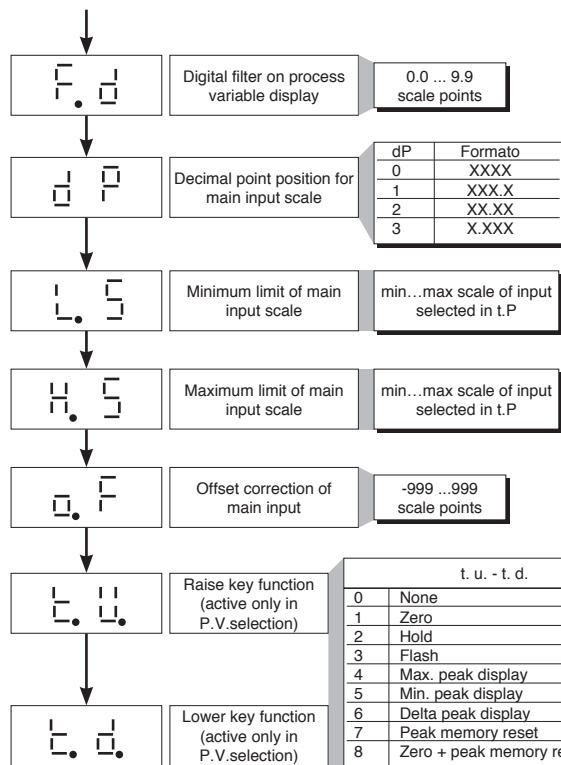 F. d
Digital filter on process
variable display
0.0 ... 9.9
scale points
d P
Decimal point position for
main input scale
dP Formato
0 XXXX
1 XXX.X
2 XX.XX
3 X.XXX
L. S
Minimum limit of main
input scale
min...max scale of input
selected in t.P
H. S
Maximum limit of main
input scale
min...max scale of input
selected in t.P
o. F
Offset correction of
main input
-999 ...999
scale points
t. U.
Raise key function
(active only in
P.V.selection)
t. u. - t. d.
0 None
1 Zero
2 Hold
3 Flash
4 Max. peak display
5 Min. peak display
6 Delta peak display
7 Peak memory reset
8 Zero + peak memory re
t. d.
Lower key function
(active only in
P.V.selection)